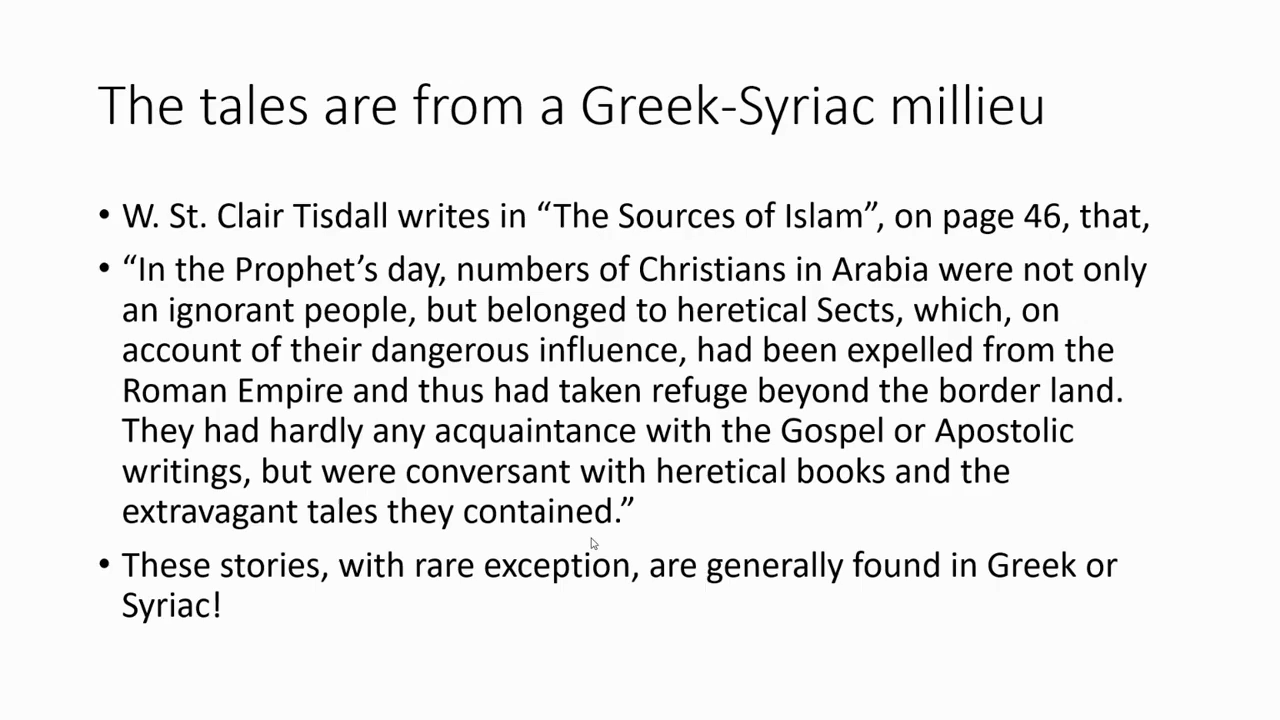 The tales are from a Greek-Syriac millieu
• W. St. Clair Tisdall writes in “The Sources of Islam”, on page 46, that,
• “In the Prophet’s day, numbers of Christians in Arabia were not only
an ignorant people, but belonged to heretical Sects, which, on
account of their dangerous influence, had been expelled from the
Roman Empire and thus had taken refuge beyond the border land.
They had hardly any acquaintance with the Gospel or Apostolic
writings, but were conversant with heretical books and the
extravagant tales they contained.”
• These stories, with rare exception, are generally found in Greek or
Syriac!